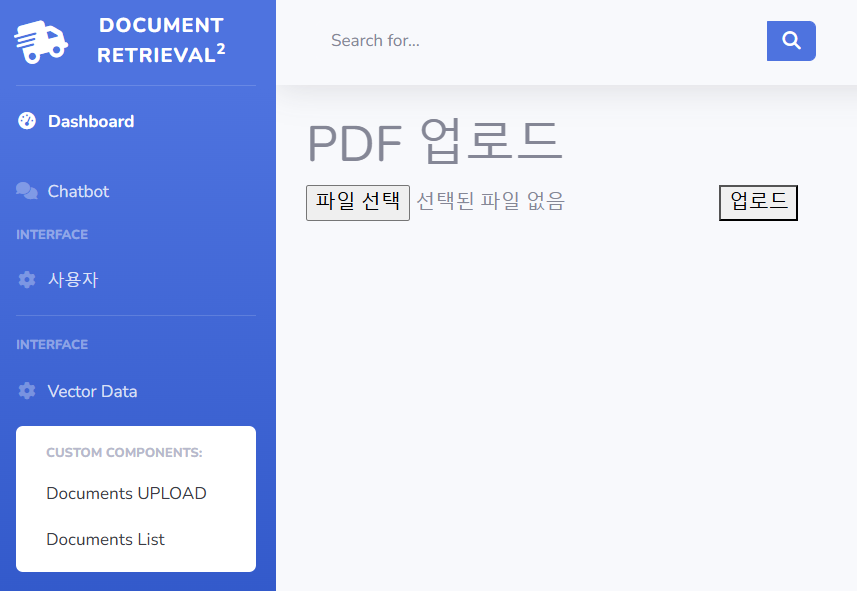 DOCUMENT
RETRIEVAL2
Dashboard
Chatbot
INTERFACE
사용자
INTERFACE
Vector Data
CUSTOM COMPONENTS:
Documents UPLOAD
Documents List
Search for...
PDF 업로드
파일 선택 선택된 파일 없음 업로드